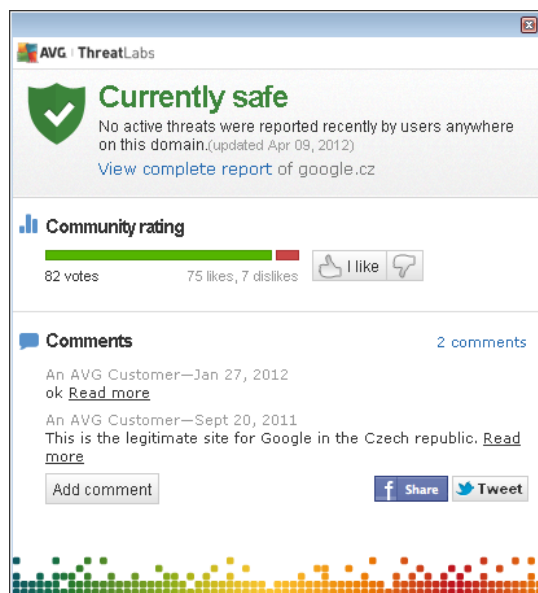 AVG ThreatLabs
Currently safe
No active threats were reported recently by users anywhere
on this domain.(updated Apr 09, 2012)
View complete report of google.cz
Community rating
82 votes
75 likes, 7 dislikes
I like
Comments
2 comments
An AVG Customer—Jan 27, 2012
ok Read more
An AVG Customer—Sept 20, 2011
This is the legitimate site for Google in the Czech republic. Read
more
Add comment
f Share
Tweet